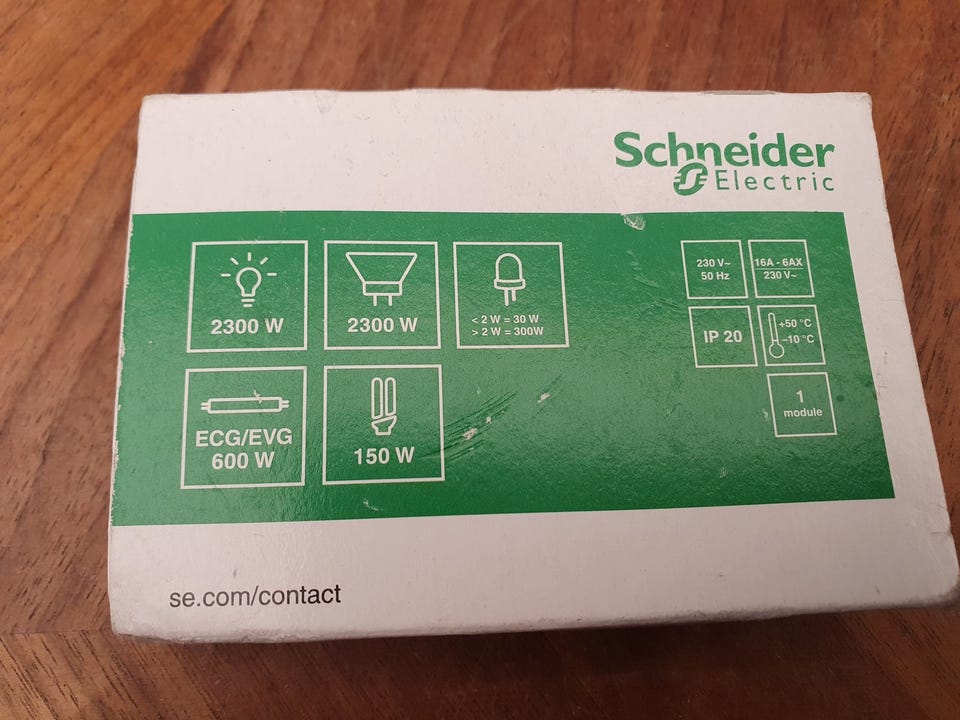 Schneider
Electric
2300 W
2300 W
< 2 W = 30 W
> 2 W = 300W
230 V~
50 Hz
16A - 6AX
230 V~
IP 20
+50 °C
–10 °C
ECG/EVG
600 W
150 W
1
module
se.com/contact